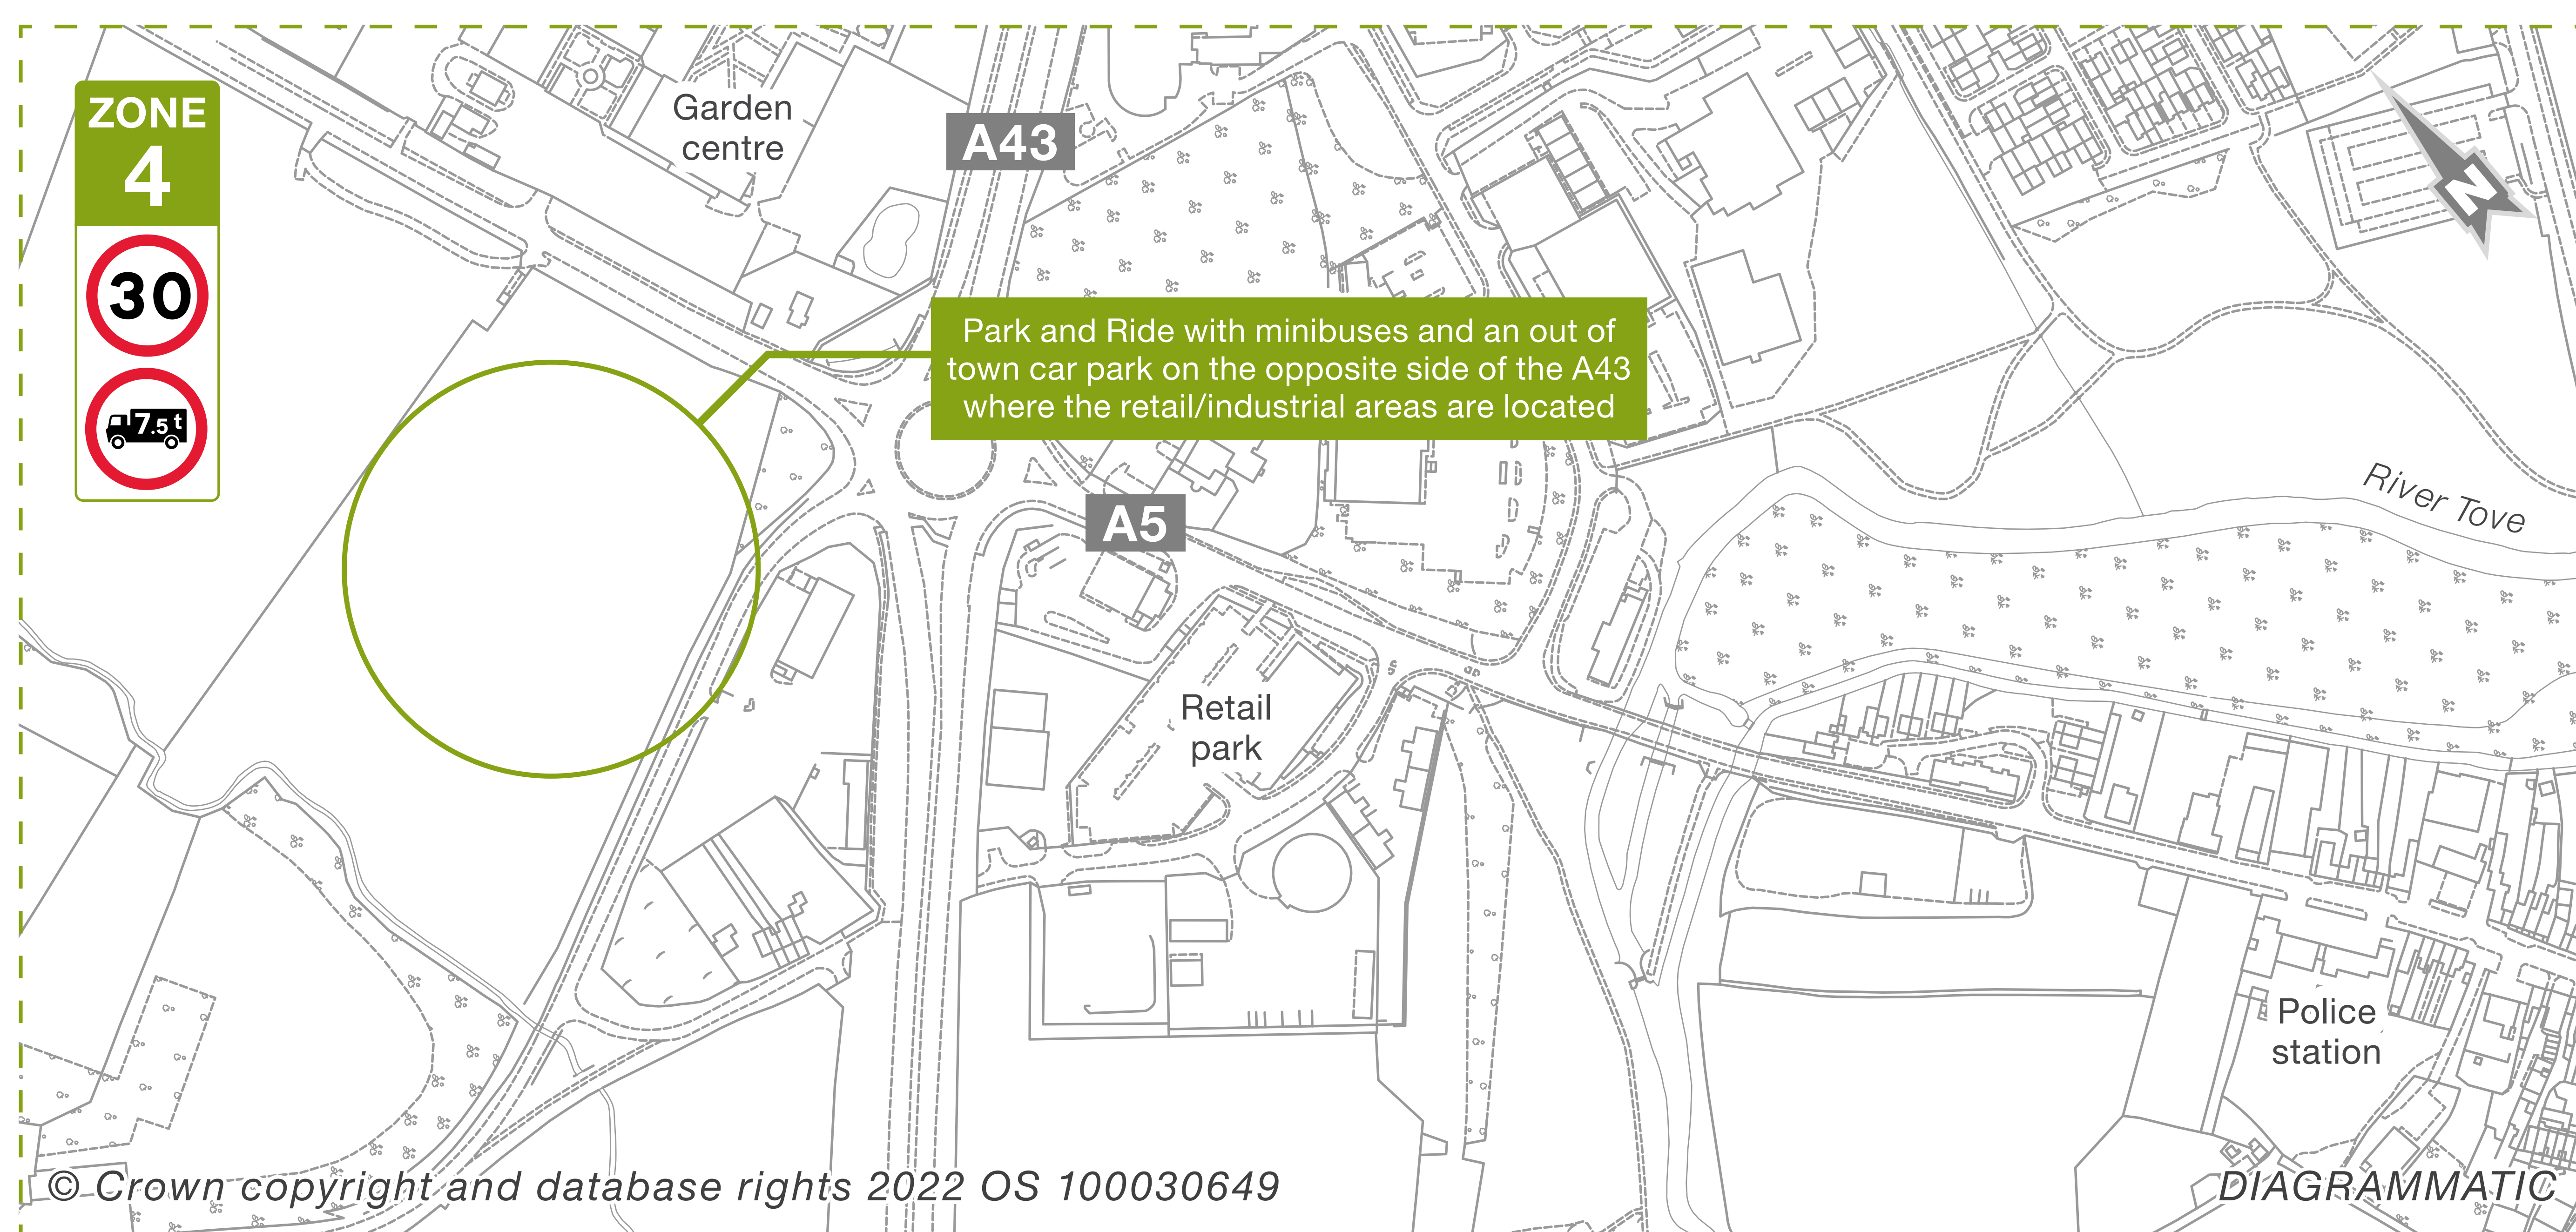 ZONE
4
30
7.5 t
Garden
centre
A43
N
Park and Ride with minibuses and an out of
town car park on the opposite side of the A43
where the retail/industrial areas are located
A5
River Tove
Retail
park
Police
station
© Crown copyright and database rights 2022 OS 100030649
DIAGRAMMATIC